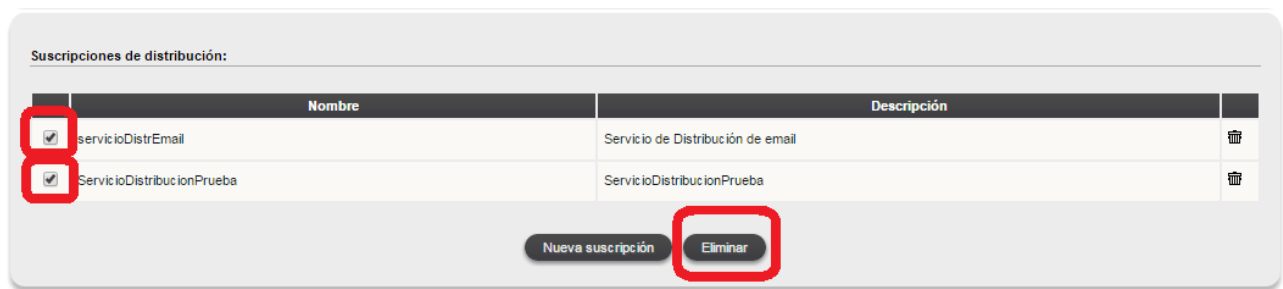 Suscripciones de distribución:
Nombre Descripción
servicioDistrEmail Servicio de Distribución de email
ServicioDistribucionPrueba ServicioDistribucionPrueba
Nueva suscripción Eliminar